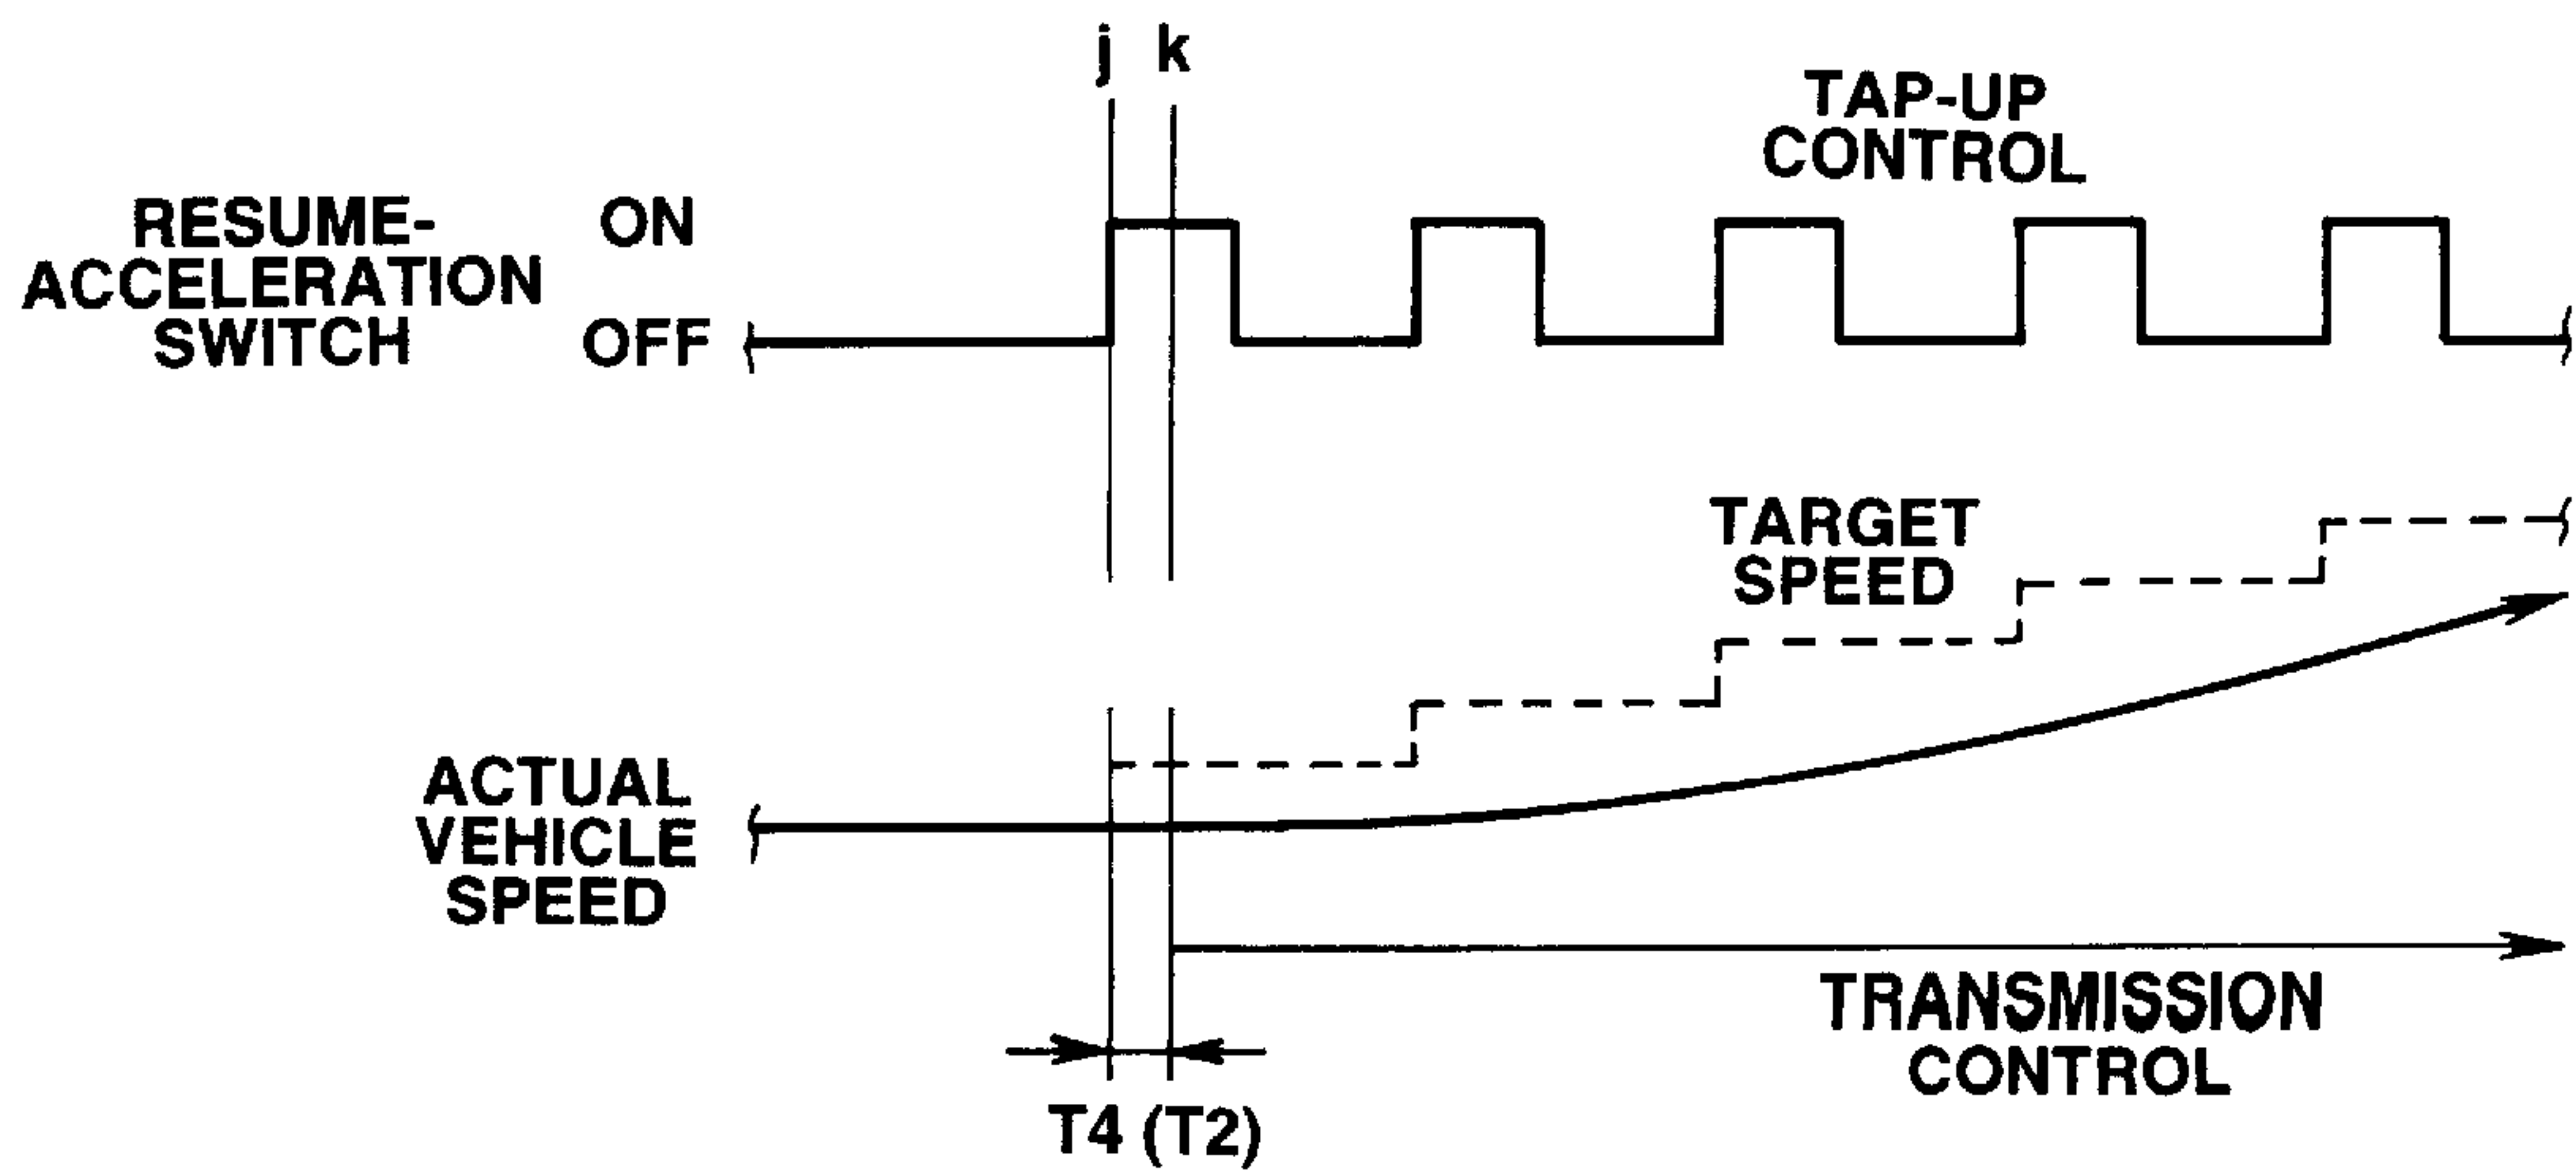 j k
TAP-UP
CONTROL
RESUME-
ACCELERATION
SWITCH
ON
OFF
TARGET
SPEED
ACTUAL
VEHICLE
SPEED
TRANSMISSION
CONTROL
T4 (T2)